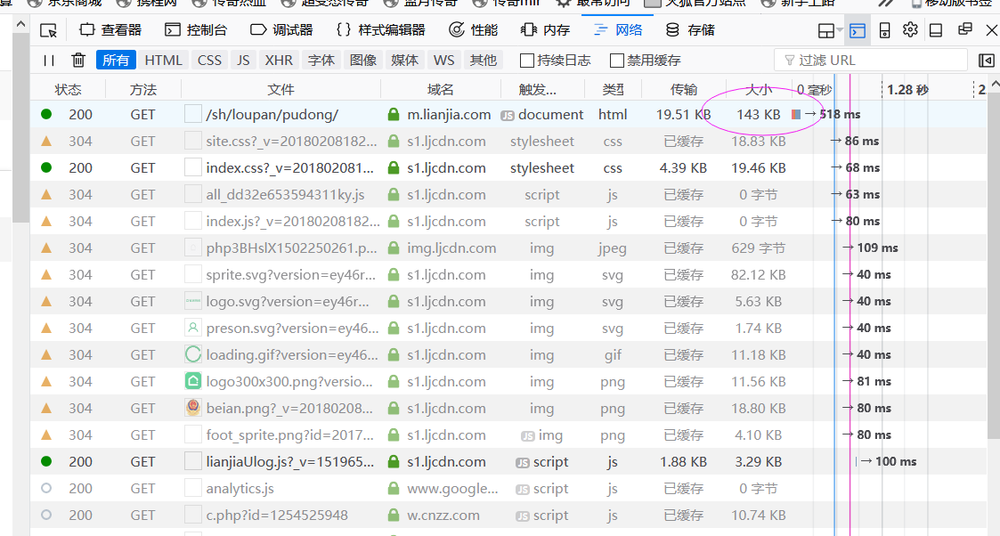 京东商城 携程网 传奇热血 超变态传奇 盛月传奇 传奇mir 最常访问 火狐官方站点 新手上路 移动版书签
查看器 控制台 调试器 {} 样式编辑器 性能 内存 网络 存储
所有 HTML CSS JS XHR 字体 图像 媒体 WS 其他 持续日志 禁用缓存 过滤 URL
状态 方法 文件 域名 触发... 类型 传输 大小 0 毫秒 1.28 秒 2
200 GET /sh/loupan/pudong/ m.lianjia.com JS document html 19.51 KB 143 KB → 518 ms
304 GET site.css?_v=20180208182... s1.ljcdn.com stylesheet css 已缓存 18.83 KB → 86 ms
200 GET index.css?_v=201802081... s1.ljcdn.com stylesheet css 4.39 KB 19.46 KB → 68 ms
304 GET all_dd32e653594311ky.js s1.ljcdn.com script js 已缓存 0 字节 → 63 ms
304 GET index.js?_v=20180208182... s1.ljcdn.com script js 已缓存 0 字节 → 80 ms
304 GET php3BHslX1502250261.p... img.ljcdn.com img jpeg 已缓存 629 字节 → 109 ms
304 GET sprite.svg?version=ey46r... s1.ljcdn.com img svg 已缓存 82.12 KB → 40 ms
304 GET logo.svg?version=ey46r... s1.ljcdn.com img svg 已缓存 5.63 KB → 40 ms
304 GET preson.svg?version=ey46... s1.ljcdn.com img svg 已缓存 1.74 KB → 40 ms
304 GET loading.gif?version=ey46... s1.ljcdn.com img gif 已缓存 11.18 KB → 40 ms
304 GET logo300x300.png?versio... s1.ljcdn.com img png 已缓存 11.56 KB → 81 ms
304 GET beian.png?_v=20180208... s1.ljcdn.com img png 已缓存 18.80 KB → 80 ms
304 GET foot_sprite.png?id=2017... s1.ljcdn.com JS img png 已缓存 4.10 KB → 80 ms
200 GET lianjiaUlog.js?_v=151965... s1.ljcdn.com JS script js 1.88 KB 3.29 KB → 100 ms
200 GET analytics.js www.google... JS script js 已缓存 0 字节
200 GET c.php?id=1254525948 w.cnzz.com JS script js 已缓存 10.74 KB